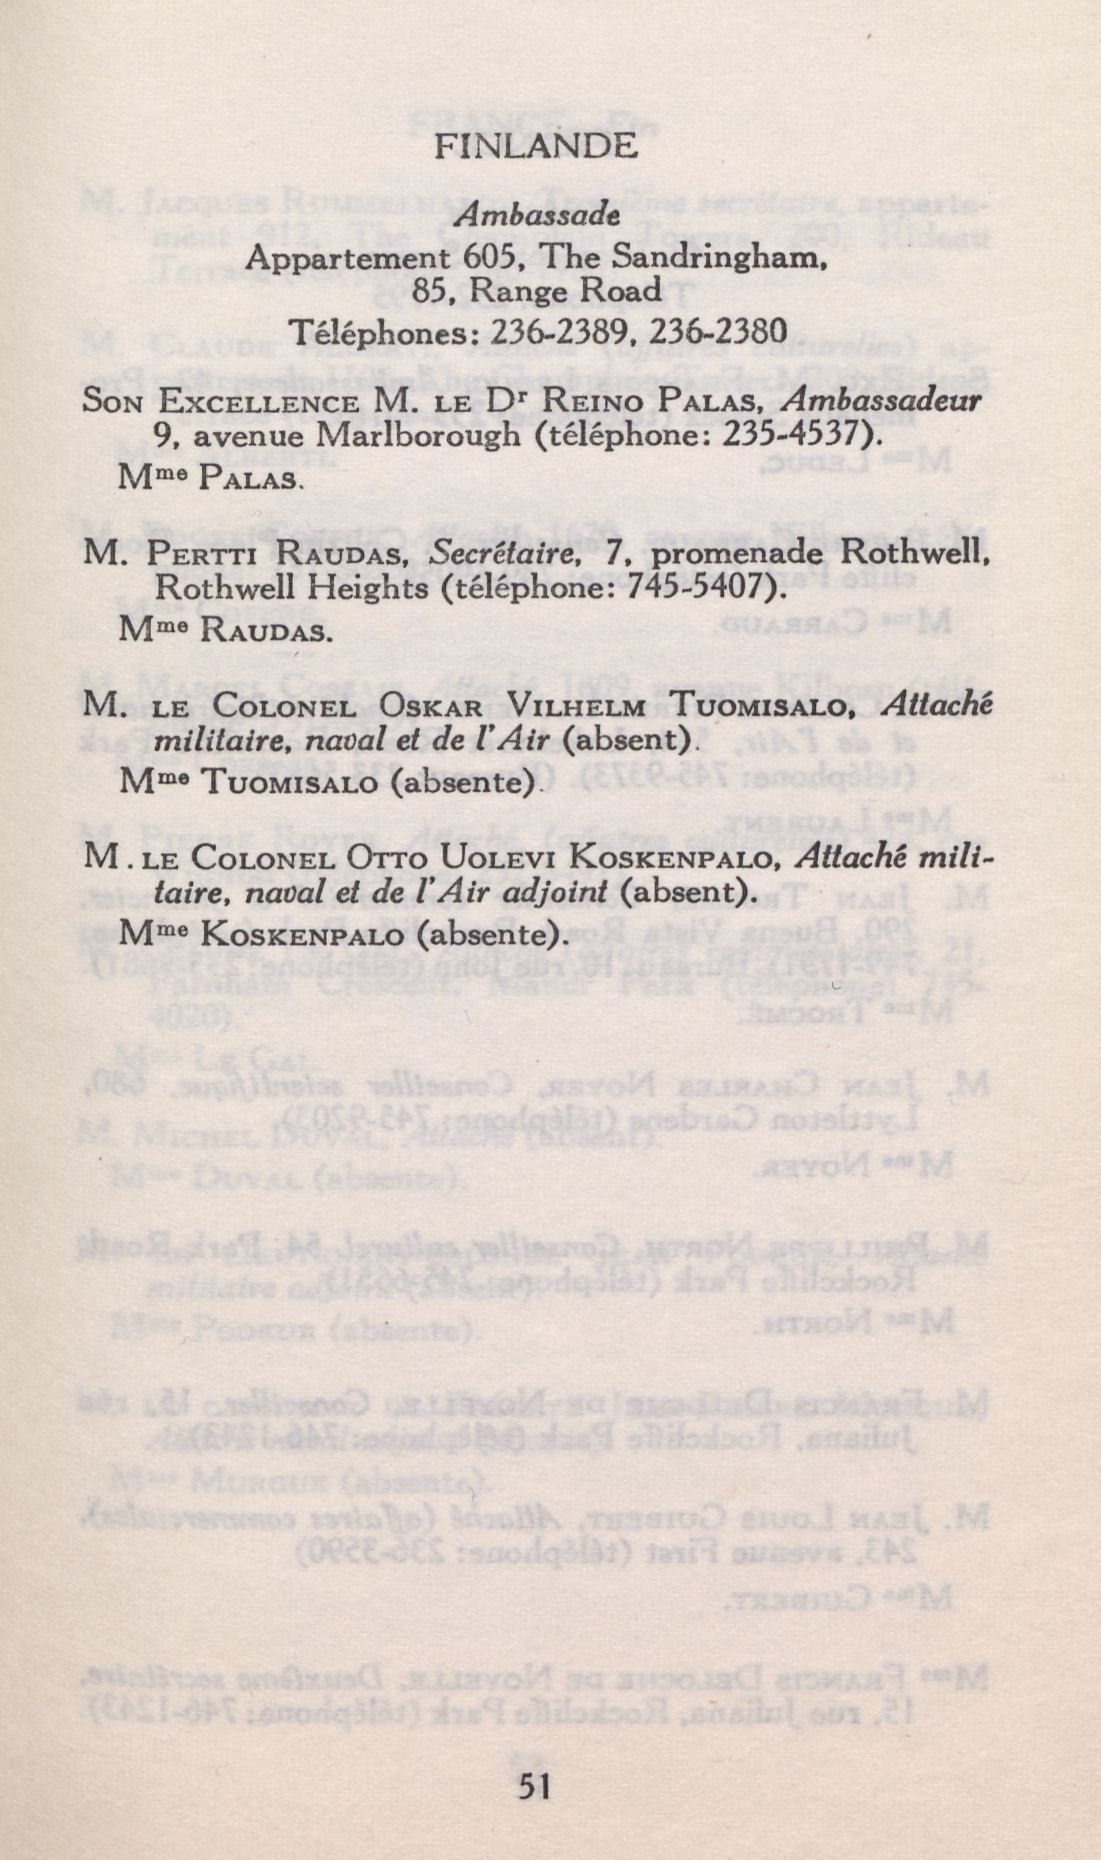 FINLANDE
Ambassade
Appartement 605, The Sandringham,
85, Range Road
Téléphones: 236-2389, 236-2380
SON EXCELLENCE M. LE Dr REINO PALAS, Ambassadeur
9, avenue Marlborough (téléphone: 235-4537).
Mme PALAS.
M. PERTTI RAUDAS, Secrétaire, 7, promenade Rothwell,
Rothwell Heights (téléphone: 745-5407).
Mme RAUDAS.
M. LE COLONEL OSKAR VILHELM TUOMISALO, Attaché
militaire, naval et de l'Air (absent).
Mme TUOMISALO (absente).
M. LE COLONEL OTTO UOLEVI KOSKENPALO, Attaché mili-
taire, naval et de l'Air adjoint (absent).
Mme KOSKENPALO (absente).
51